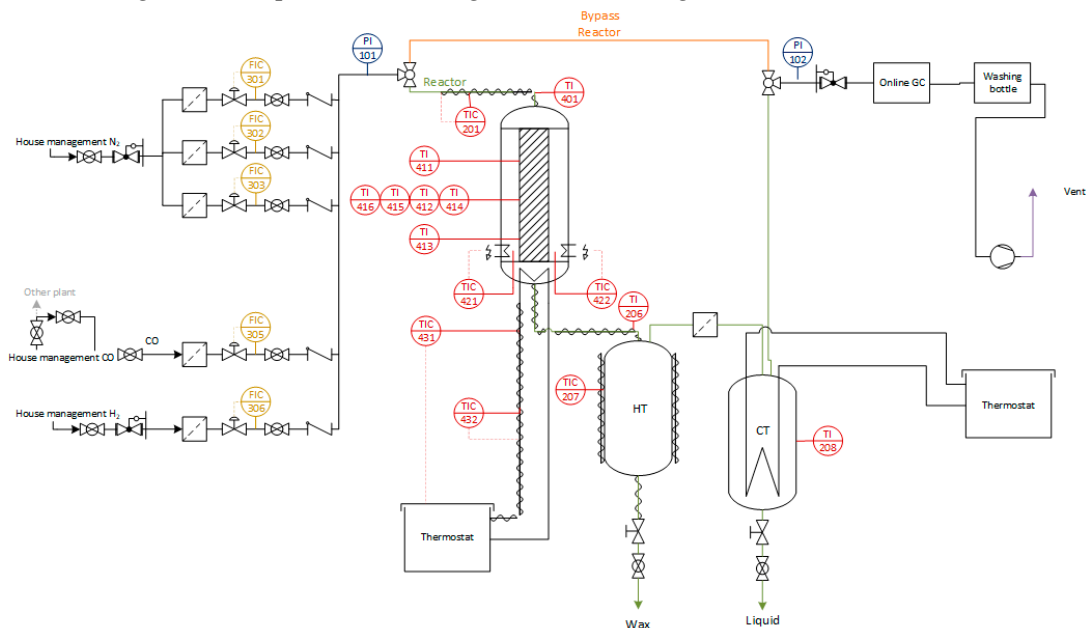 Bypass
Reactor
PI
101
PI
102
FIC
301
Reactor
TI
401
TIC
201
Online GC
Washing
bottle
FIC
302
House management N2
TI
411
FIC
303
TI
416
TI
415
TI
412
TI
414
Vent
TI
413
Other plant
TIC
421
TIC
422
TI
206
FIC
305
TIC
431
CO
House management CO
TIC
207
HT
Thermostat
FIC
306
House management H2
TIC
432
CT
TI
208
Thermostat
Wax
Liquid